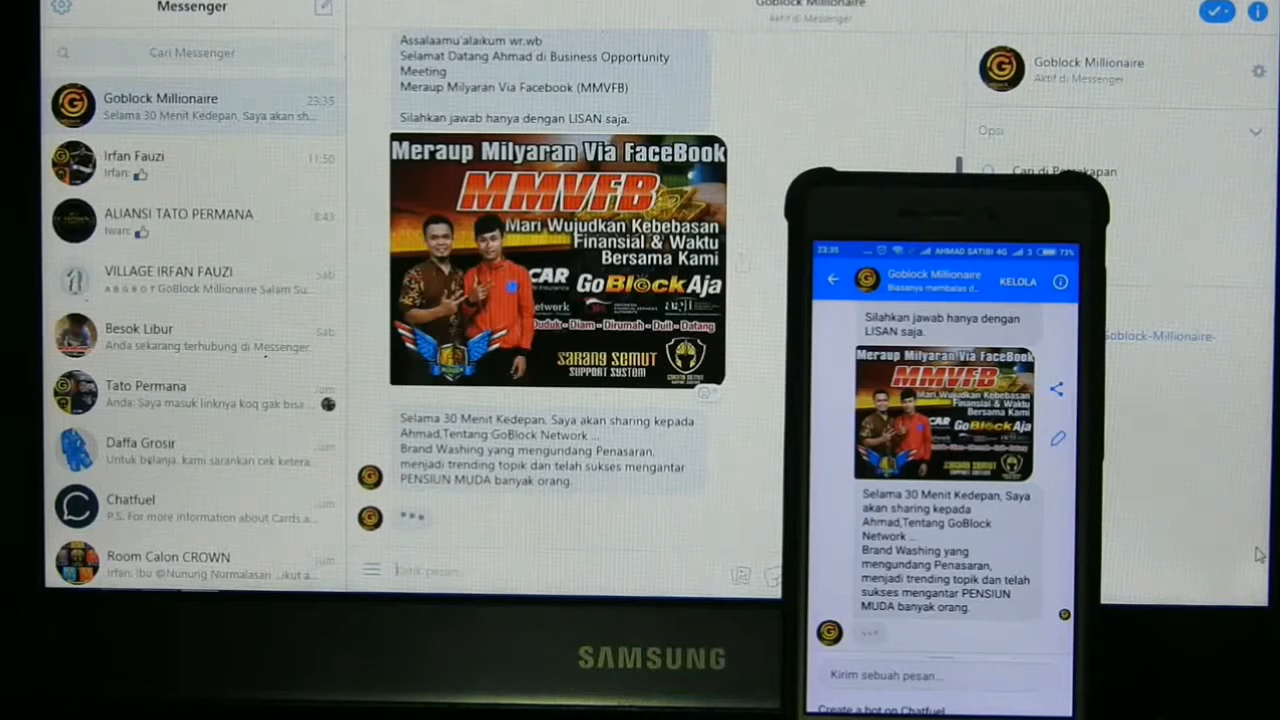 Messenger
Cari Messenger
Goblock Millionaire
23:35
Selama 30 Menit Kedepan, Saya akan sh...
Irfan Fauzi
11:50
Irfan:
ALIANSI TATO PERMANA
8:43
Iwan:
VILLAGE IRFAN FAUZI
Sab
A B G B O T GoBlock Millionaire Salam Su...
Besok Libur
Sab
Anda sekarang terhubung di Messenger.
Tato Permana
Jum
Anda: Saya masuk linknya koq gak bisa ...
Daffa Grosir
Jum
Untuk belanja, kami sarankan cek ketera...
Chatfuel
Jum
P.S. For more information about Cards a...
Room Calon CROWN
Jum
Irfan: Ibu @Nunung Nurmalasari ...ikut a...
Goblock Millionaire
Aktif di Messenger
Assalaamu'alaikum wr.wb
Selamat Datang Ahmad di Business Opportunity
Meeting
Meraup Milyaran Via Facebook (MMVFB)
Silahkan jawab hanya dengan LISAN saja.
Meraup Milyaran Via FaceBook
MMVFB
Mari Wujudkan Kebebasan
Finansial & Waktu
Bersama Kami
CAR
GoBlockAja
Network
Duduk - Diam - Dirumah - Duit - Datang
SARANG SEMUT
SUPPORT SYSTEM
Selama 30 Menit Kedepan, Saya akan sharing kepada
Ahmad,Tentang GoBlock Network ...
Brand Washing yang mengundang Penasaran,
menjadi trending topik dan telah sukses mengantar
PENSIUN MUDA banyak orang.
Ketik pesan...
Goblock Millionaire
Aktif di Messenger
Opsi
Cari di Percakapan
Goblock-Millionaire-
SAMSUNG
23:35
AHMAD SATIBI 4G
3
73%
Goblock Millionaire
Biasanya membalas d...
KELOLA
Silahkan jawab hanya dengan
LISAN saja.
Meraup Milyaran Via FaceBook
MMVFB
Mari Wujudkan Kebebasan
Finansial & Waktu
Bersama Kami
CAR
GoBlockAja
SARANG SEMUT
SUPPORT SYSTEM
Selama 30 Menit Kedepan, Saya
akan sharing kepada
Ahmad,Tentang GoBlock
Network ...
Brand Washing yang
mengundang Penasaran,
menjadi trending topik dan telah
sukses mengantar PENSIUN
MUDA banyak orang.
Kirim sebuah pesan...
Create a bot on Chatfuel